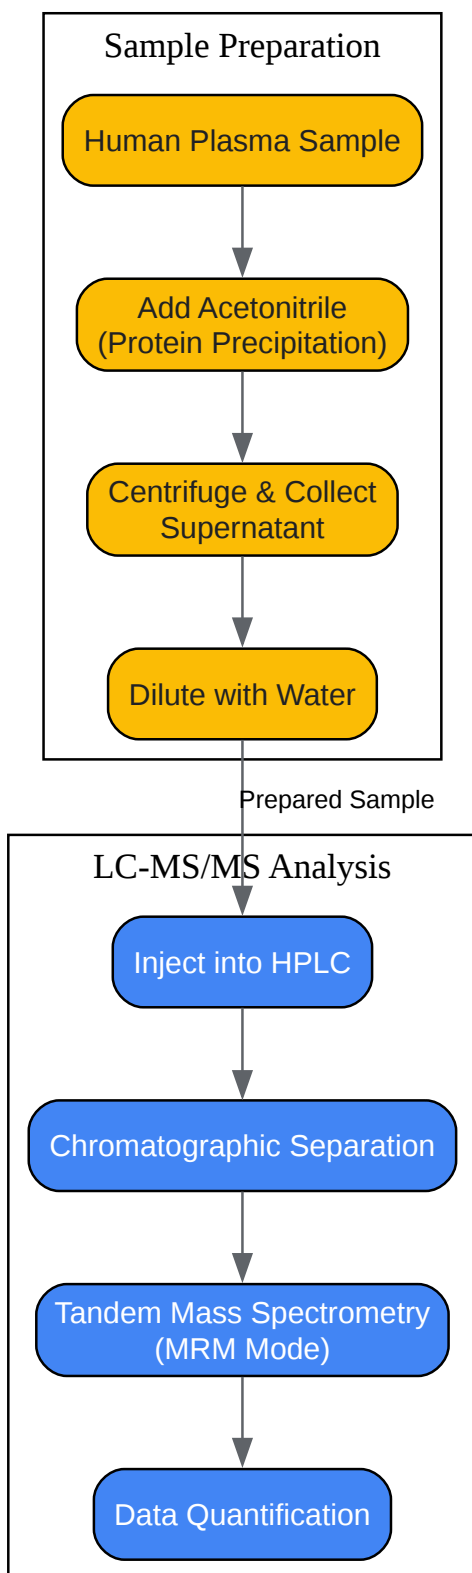 Sample Preparation
Human Plasma Sample
Add Acetonitrile
(Protein Precipitation)
Centrifuge & Collect
Supernatant
Dilute with Water
Prepared Sample
LC-MS/MS Analysis
Inject into HPLC
Chromatographic Separation
Tandem Mass Spectrometry
(MRM Mode)
Data Quantification